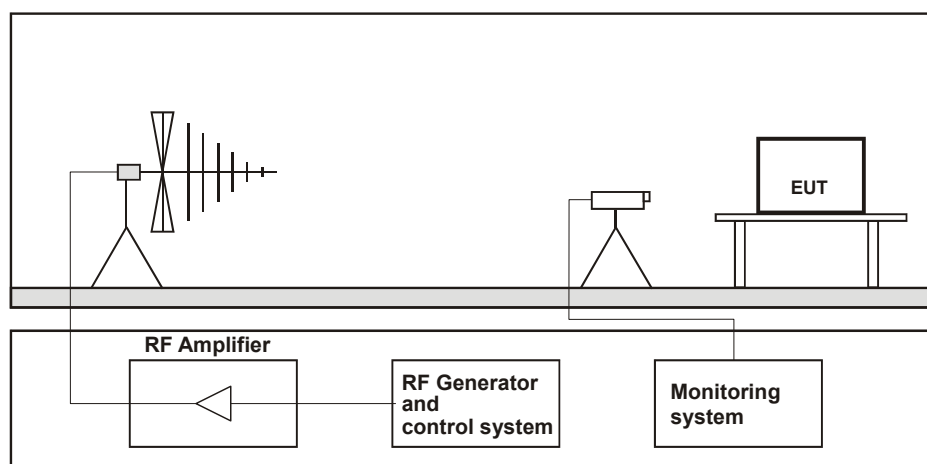 EUT
RF Amplifier
RF Generator
and
control system
Monitoring
system